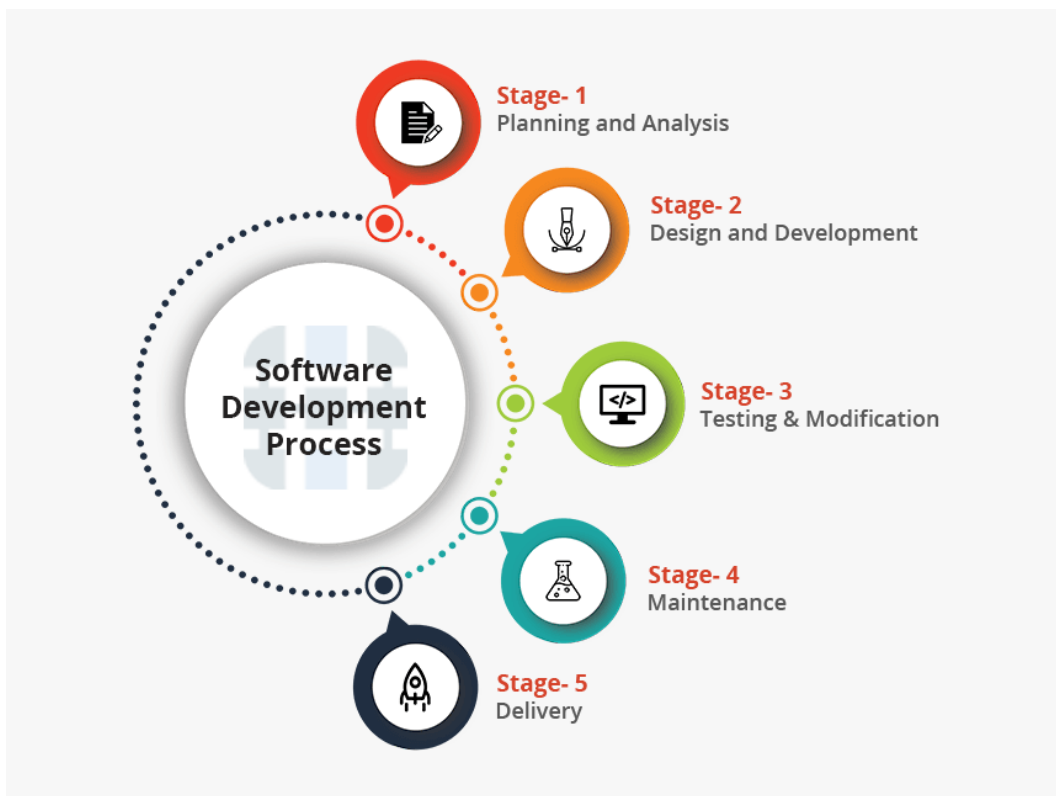 Software
Development
Process
Stage- 1
Planning and Analysis
Stage- 2
Design and Development
Stage- 3
</>
Testing & Modification
Stage- 4
Maintenance
Stage- 5
Delivery